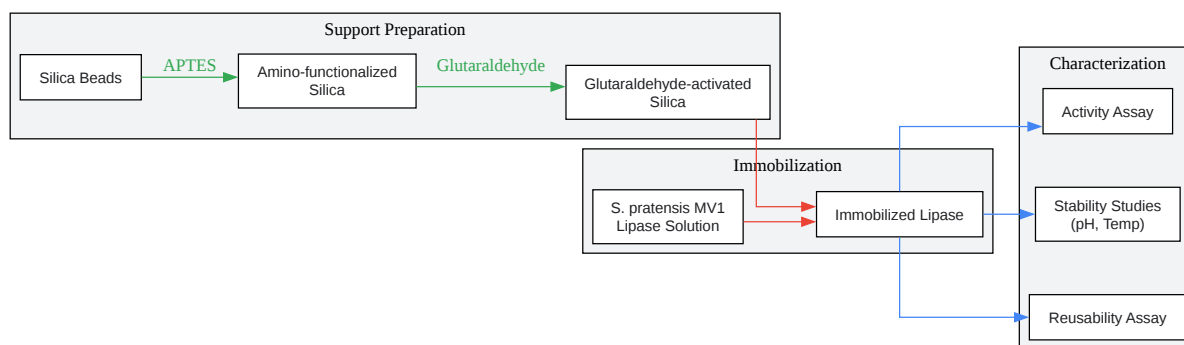 Support Preparation
Silica Beads
APTES
Amino-functionalized
Silica
Glutaraldehyde
Glutaraldehyde-activated
Silica
Immobilization
S. pratensis MV1
Lipase Solution
Immobilized Lipase
Characterization
Activity Assay
Stability Studies
(pH, Temp)
Reusability Assay